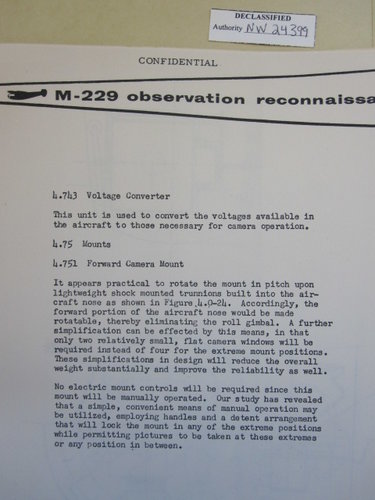 DECLASSIFIED
Authority NW 24399
CONFIDENTIAL
M-229 observation reconnaissa
4.743 Voltage Converter
This unit is used to convert the voltages available in
the aircraft to those necessary for camera operation.
4.75 Mounts
4.751 Forward Camera Mount
It appears practical to rotate the mount in pitch upon
lightweight shock mounted trunnions built into the air-
craft nose as shown in Figure 4.0-24. Accordingly, the
forward portion of the aircraft nose would be made
rotatable, thereby eliminating the roll gimbal. A further
simplification can be effected by this means, in that
only two relatively small, flat camera windows will be
required instead of four for the extreme mount positions.
These simplifications in design will reduce the overall
weight substantially and improve the reliability as well.
No electric mount controls will be required since this
mount will be manually operated. Our study has revealed
that a simple, convenient means of manual operation may
be utilized, employing handles and a detent arrangement
that will lock the mount in any of the extreme positions
while permitting pictures to be taken at these extremes
or any position in between.